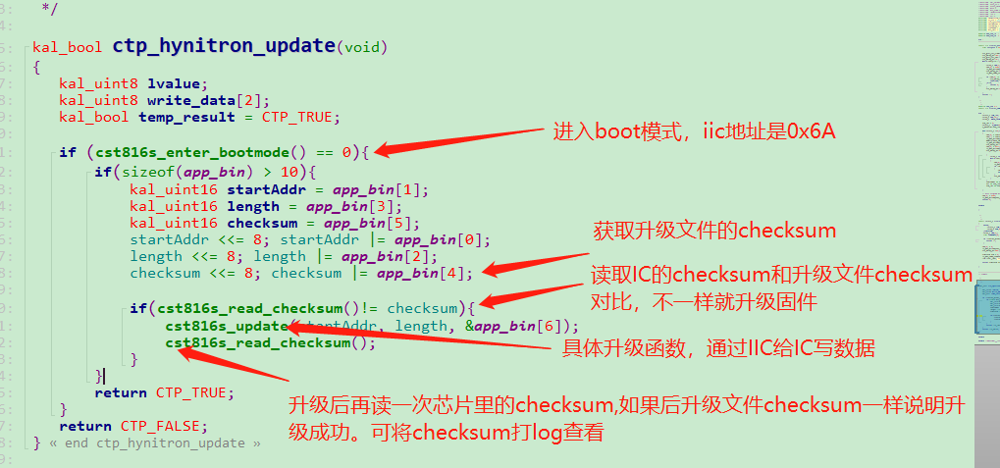 */
kal_bool ctp_hynitron_update(void)
{
kal_uint8 lvalue;
kal_uint8 write_data[2];
kal_bool temp_result = CTP_TRUE;
进入boot模式，iic地址是0x6A
if (cst816s_enter_bootmode() == 0){
if(sizeof(app_bin) > 10){
kal_uint16 startAddr = app_bin[1];
kal_uint16 length = app_bin[3];
kal_uint16 checksum = app_bin[5];
获取升级文件的checksum
startAddr <<= 8; startAddr |= app_bin[0];
length <<= 8; length |= app_bin[2];
checksum <<= 8; checksum |= app_bin[4];
读取IC的checksum和升级文件checksum
对比，不一样就升级固件
if(cst816s_read_checksum()!= checksum){
cst816s_update(startAddr, length, &app_bin[6]);
cst816s_read_checksum();
具体升级函数，通过IIC给IC写数据
}
}
return CTP_TRUE;
升级后再读一次芯片里的checksum,如果后升级文件checksum一样说明升
级成功。可将checksum打log查看
}
return CTP_FALSE;
} « end ctp_hynitron_update »